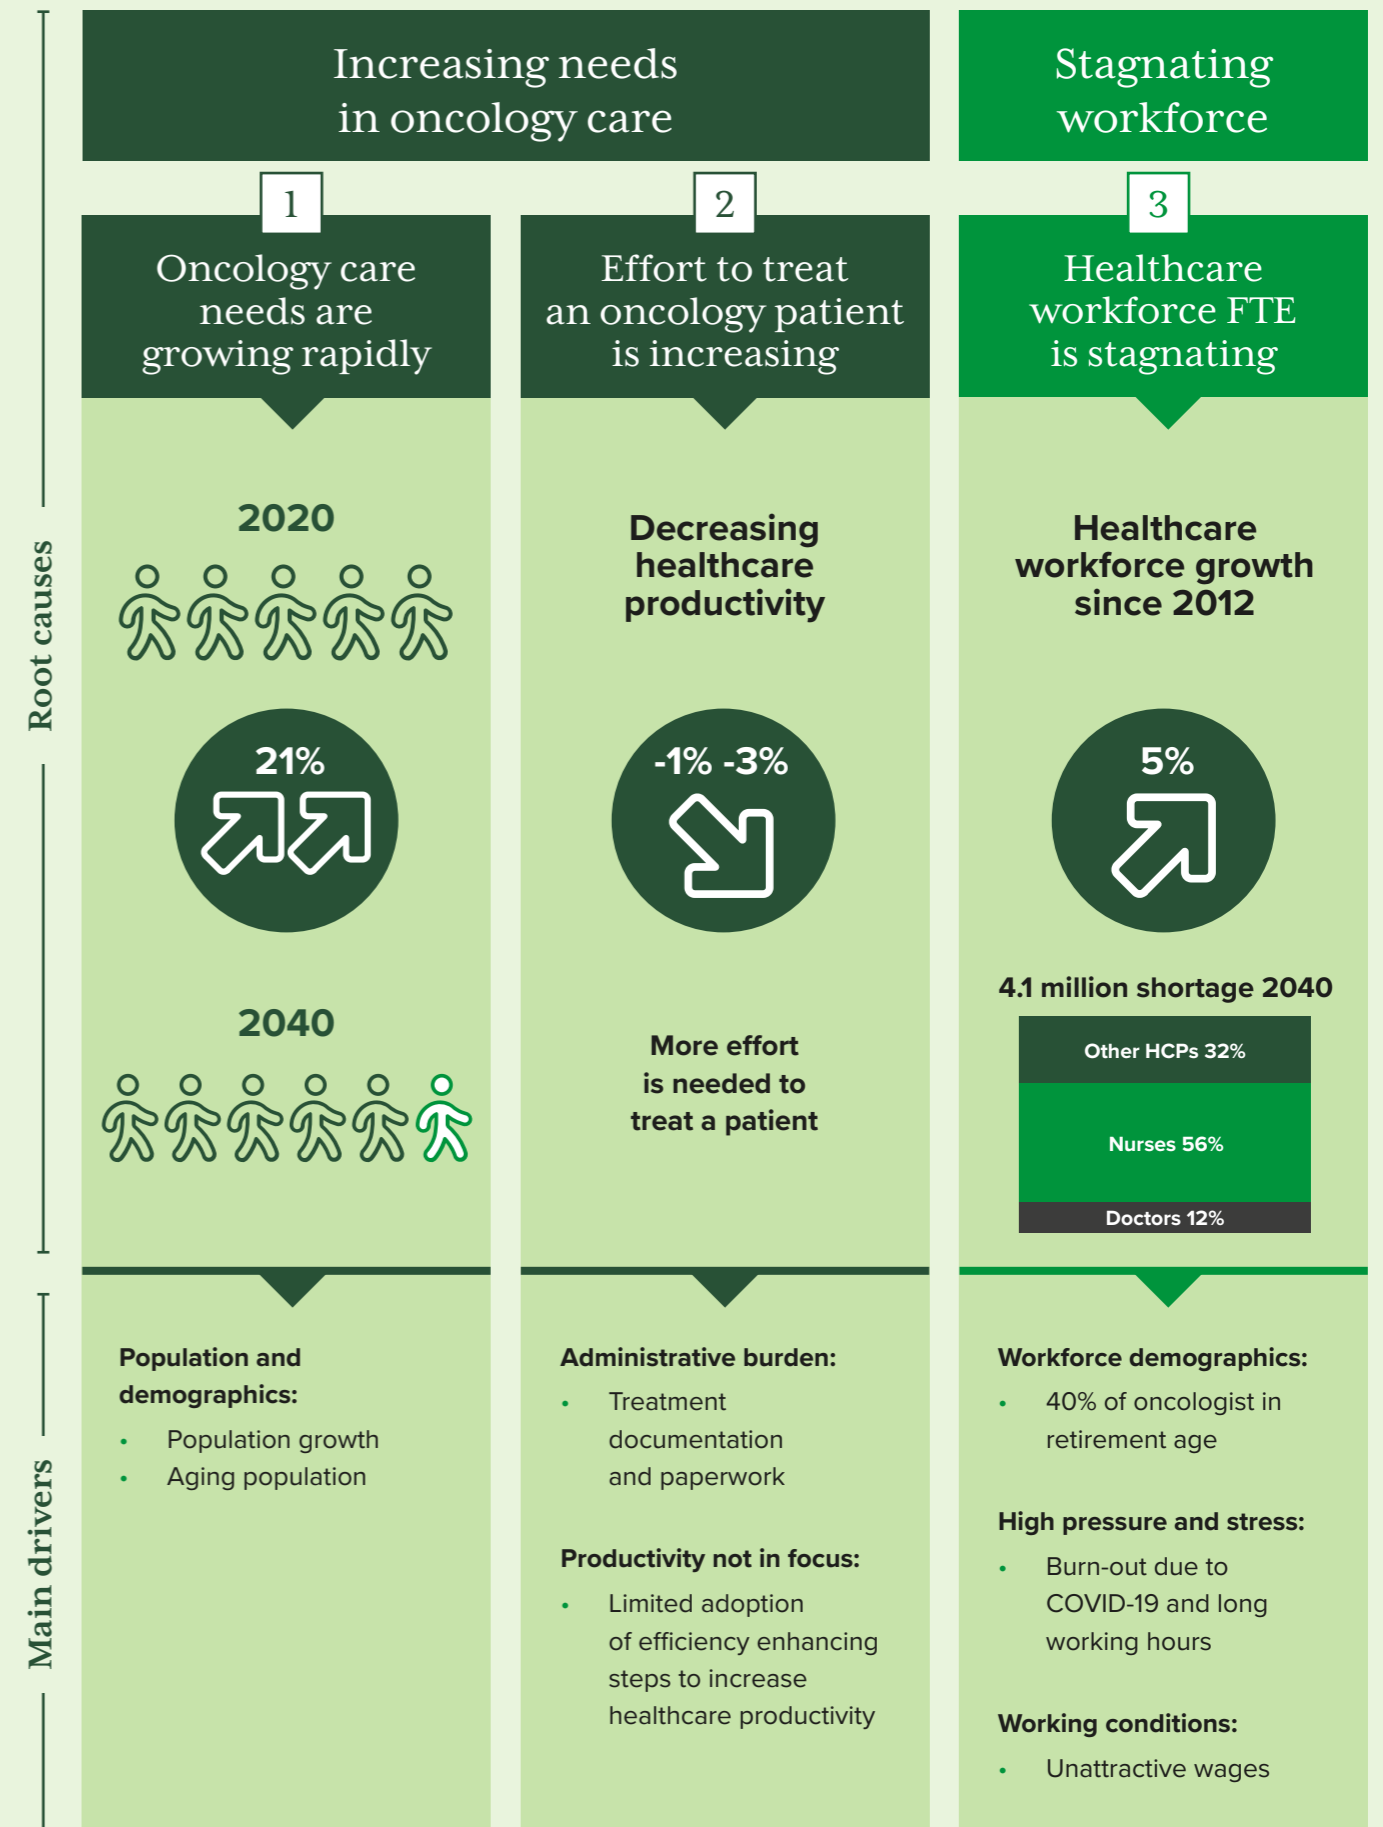 Increasing needs
in oncology care
Stagnating
workforce
Root causes
1
Oncology care
needs are
growing rapidly
2020
21%
2040
2
Effort to treat
an oncology patient
is increasing
Decreasing
healthcare
productivity
-1% -3%
More effort
is needed to
treat a patient
3
Healthcare
workforce FTE
is stagnating
Healthcare
workforce growth
since 2012
5%
4.1 million shortage 2040
Other HCPs 32%
Nurses 56%
Doctors 12%
Main drivers
Population and
demographics:
• Population growth
• Aging population
Administrative burden:
• Treatment
documentation
and paperwork
Productivity not in focus:
• Limited adoption
of efficiency enhancing
steps to increase
healthcare productivity
Workforce demographics:
• 40% of oncologist in
retirement age
High pressure and stress:
• Burn-out due to
COVID-19 and long
working hours
Working conditions:
• Unattractive wages